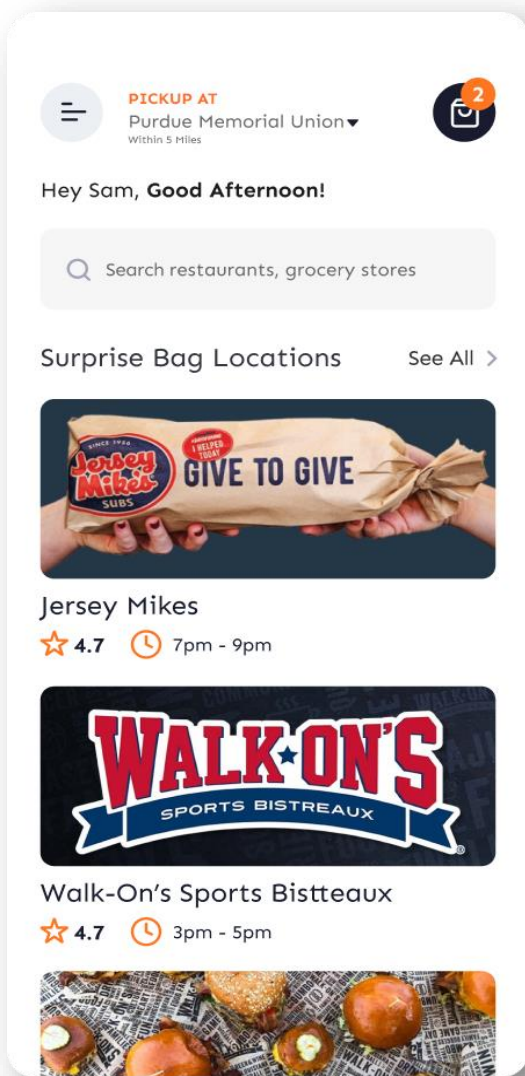 2
PICKUP AT
Purdue Memorial Union
Within 5 Miles
Hey Sam, Good Afternoon!
Search restaurants, grocery stores
Surprise Bag Locations See All
SINCE 1956
Jersey
Mike's
SUBS
I HELPED
TODAY
GIVE TO GIVE
Jersey Mikes
4.7 7pm - 9pm
WALK-ON'S
SPORTS BISTREAUX
®
Walk-On's Sports Bistteaux
4.7 3pm - 5pm